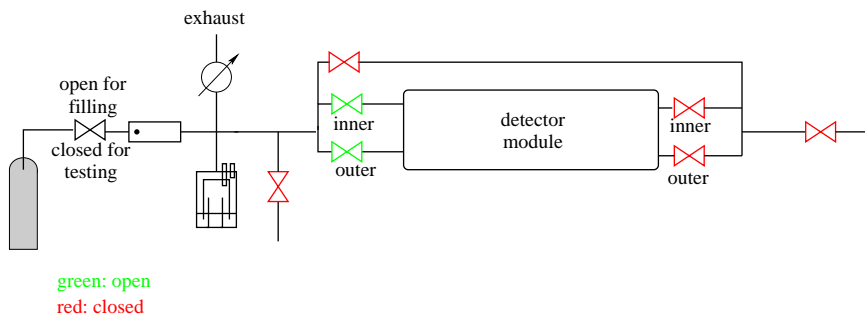 exhaust
open for
filling
closed for
testing
inner
outer
detector
module
inner
outer
green: open
red: closed